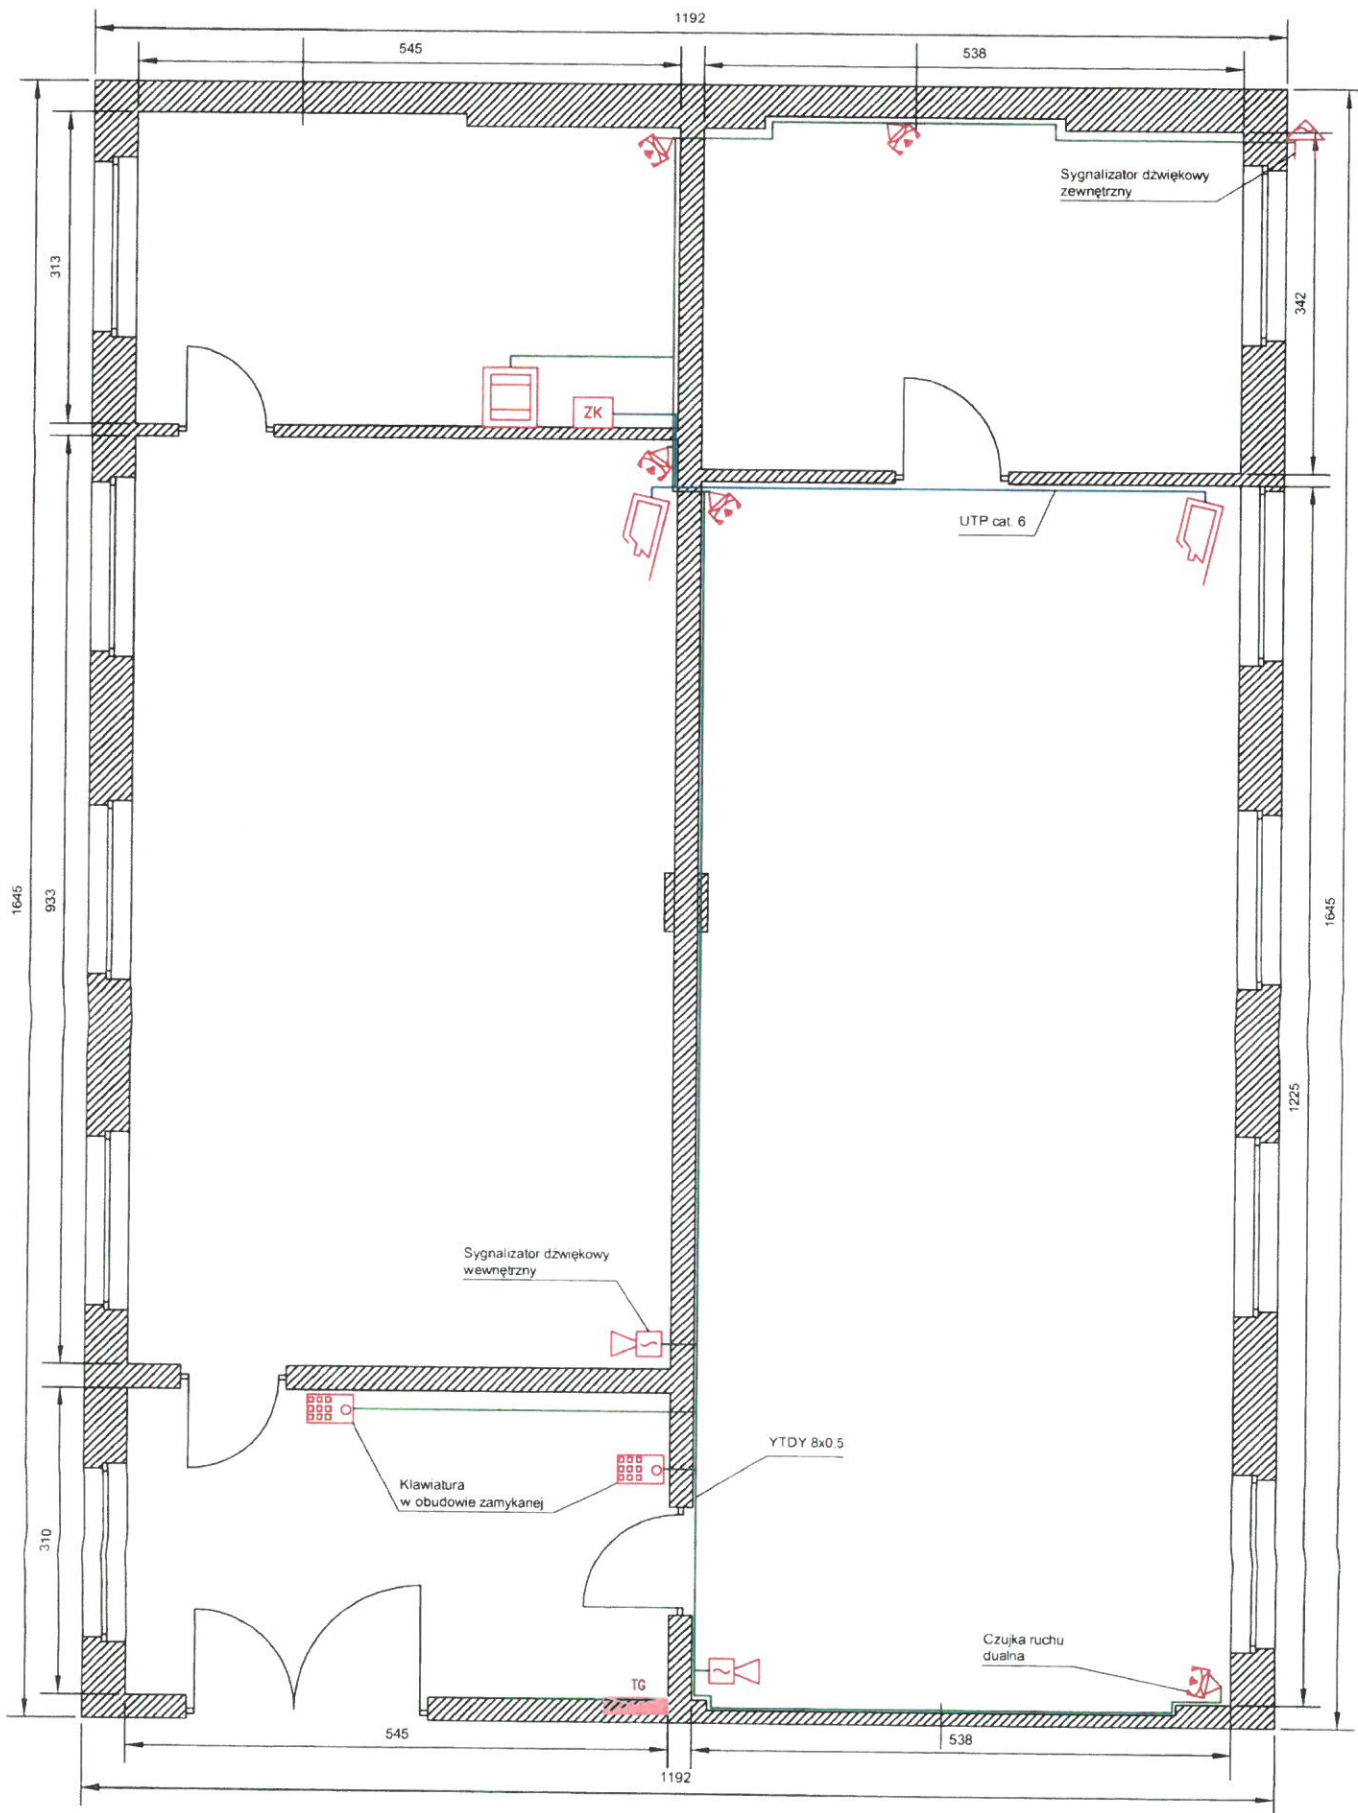 1192
545
538
Sygnalizator dźwiękowy
zewnętrzny
313
342
ZK
UTP cat. 6
1645
933
1645
1225
Sygnalizator dźwiękowy
wewnętrzny
YTDY 8x0.5
Klawiatura
w obudowie zamykanej
310
Czujka ruchu
dualna
TG
545
538
1192